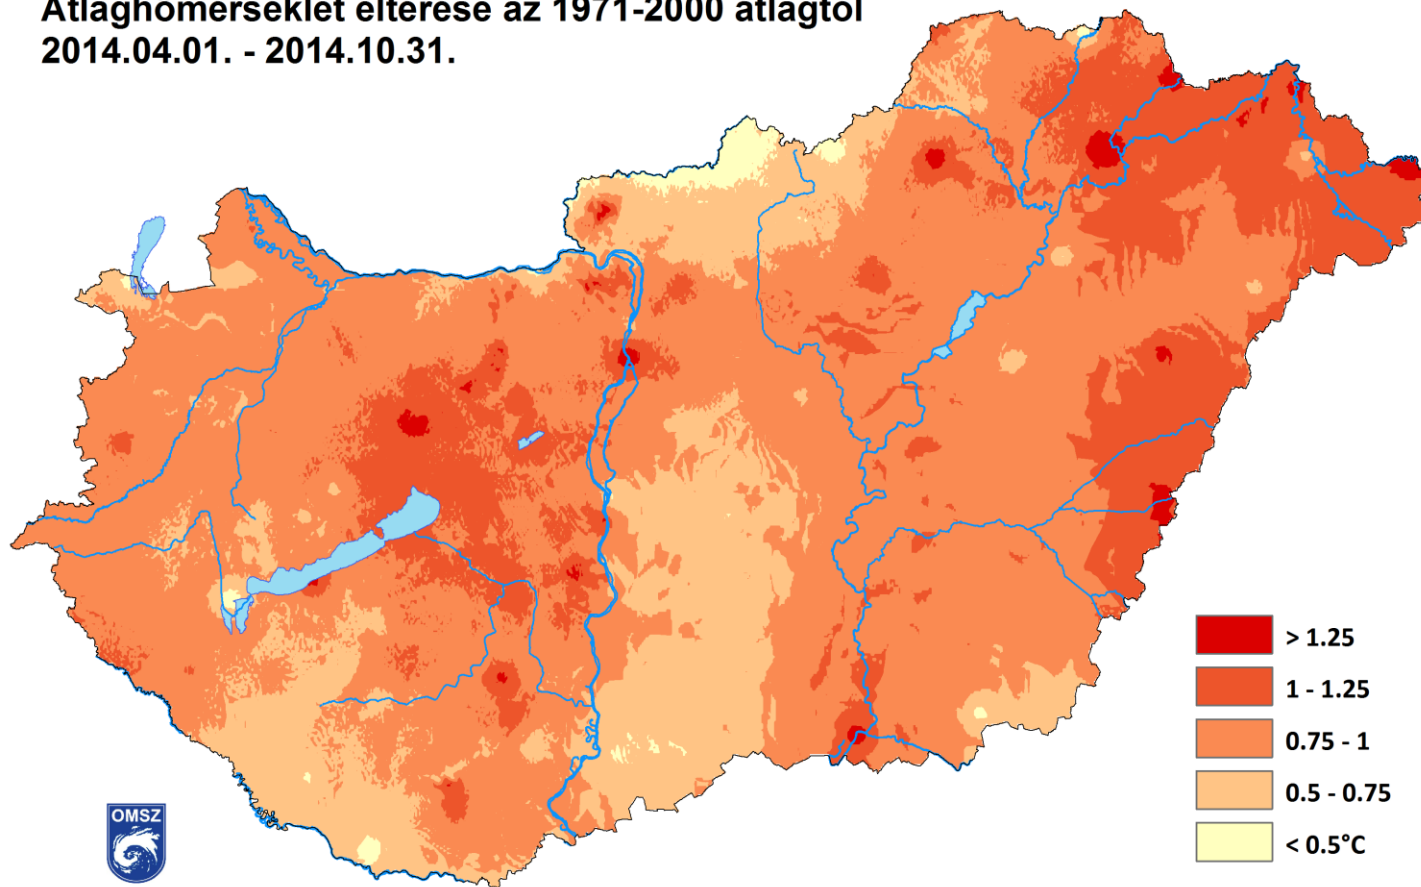 Átlaghőmérséklet eltérése az 1971-2000 átlagtól
2014.04.01. - 2014.10.31.
> 1.25
1 - 1.25
0.75 - 1
0.5 - 0.75
< 0.5°C
OMSZ